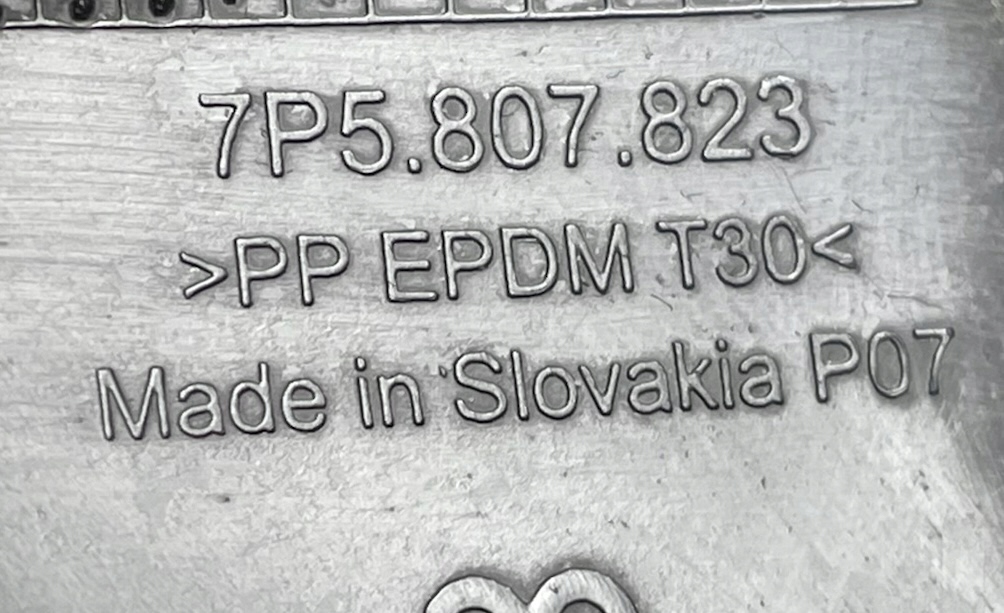 7P5.807.823
>PP EPDM T30<
Made in Slovakia P07